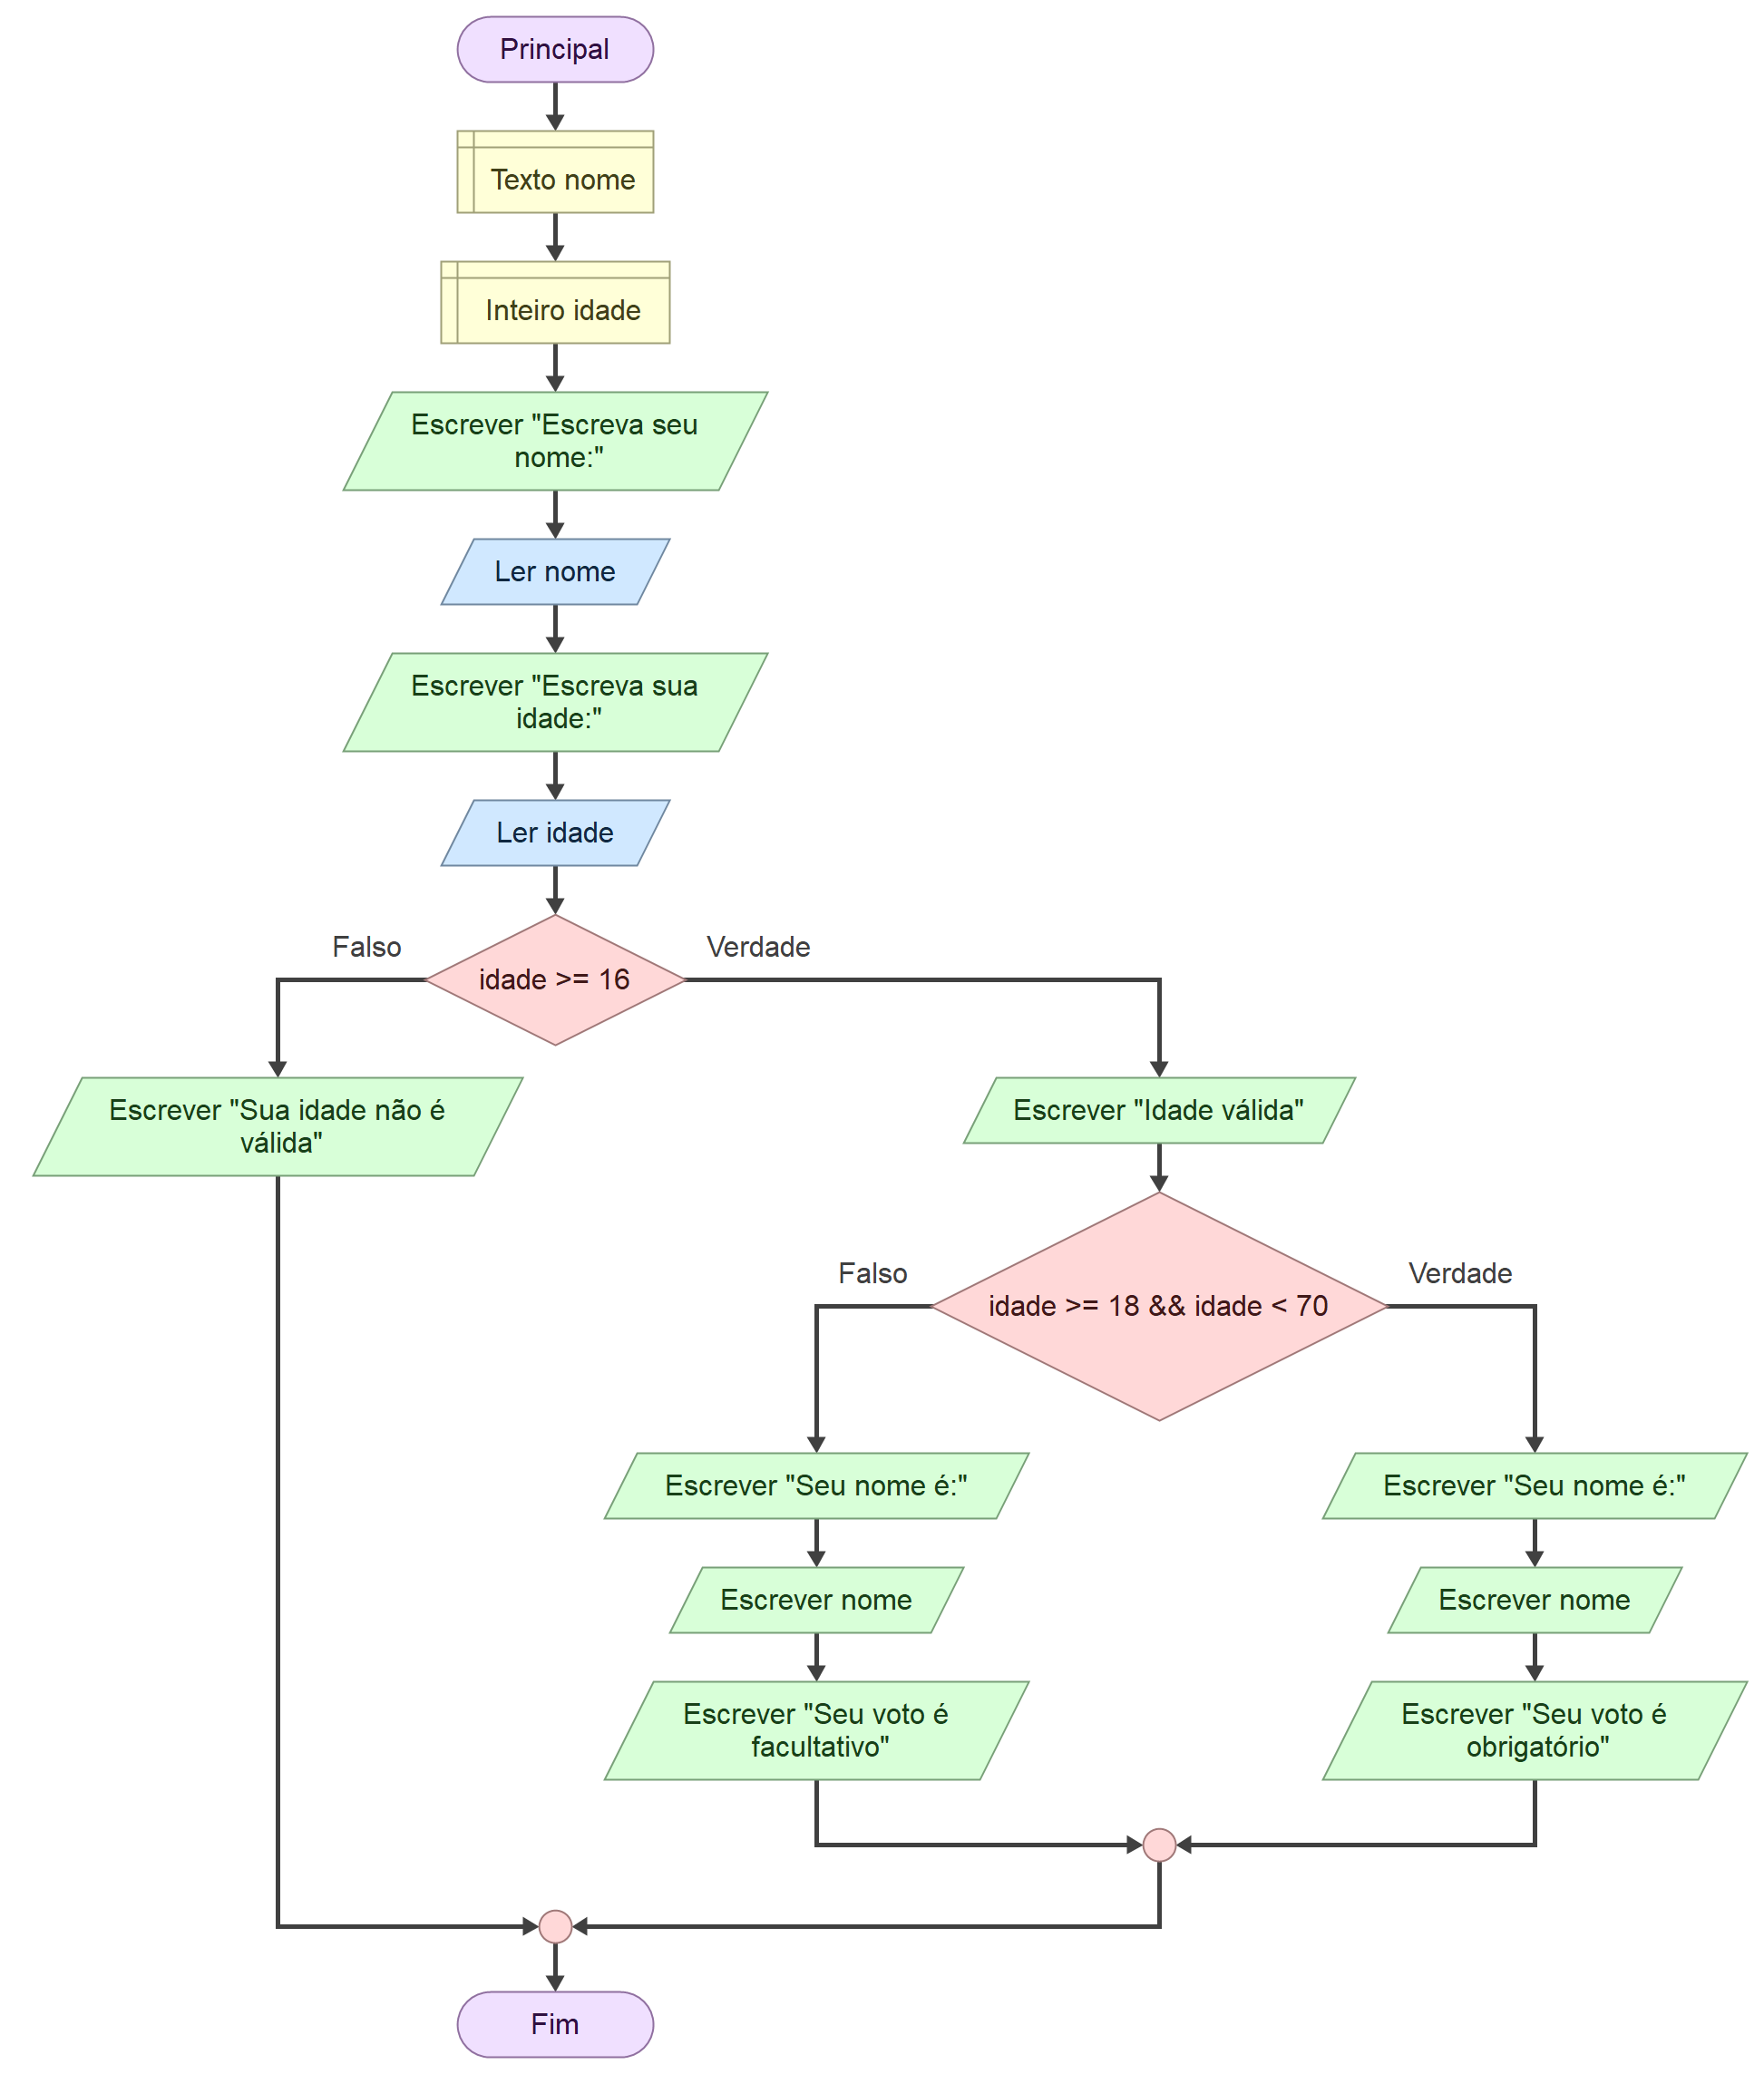 Principal
Texto nome
Inteiro idade
Escrever "Escreva seu
nome:"
Ler nome
Escrever "Escreva sua
idade:"
Ler idade
Falso
Verdade
idade >= 16
Escrever "Sua idade não é
válida"
Escrever "Idade válida"
Falso
Verdade
idade >= 18 && idade < 70
Escrever "Seu nome é:"
Escrever nome
Escrever "Seu voto é
facultativo"
Escrever "Seu nome é:"
Escrever nome
Escrever "Seu voto é
obrigatório"
Fim